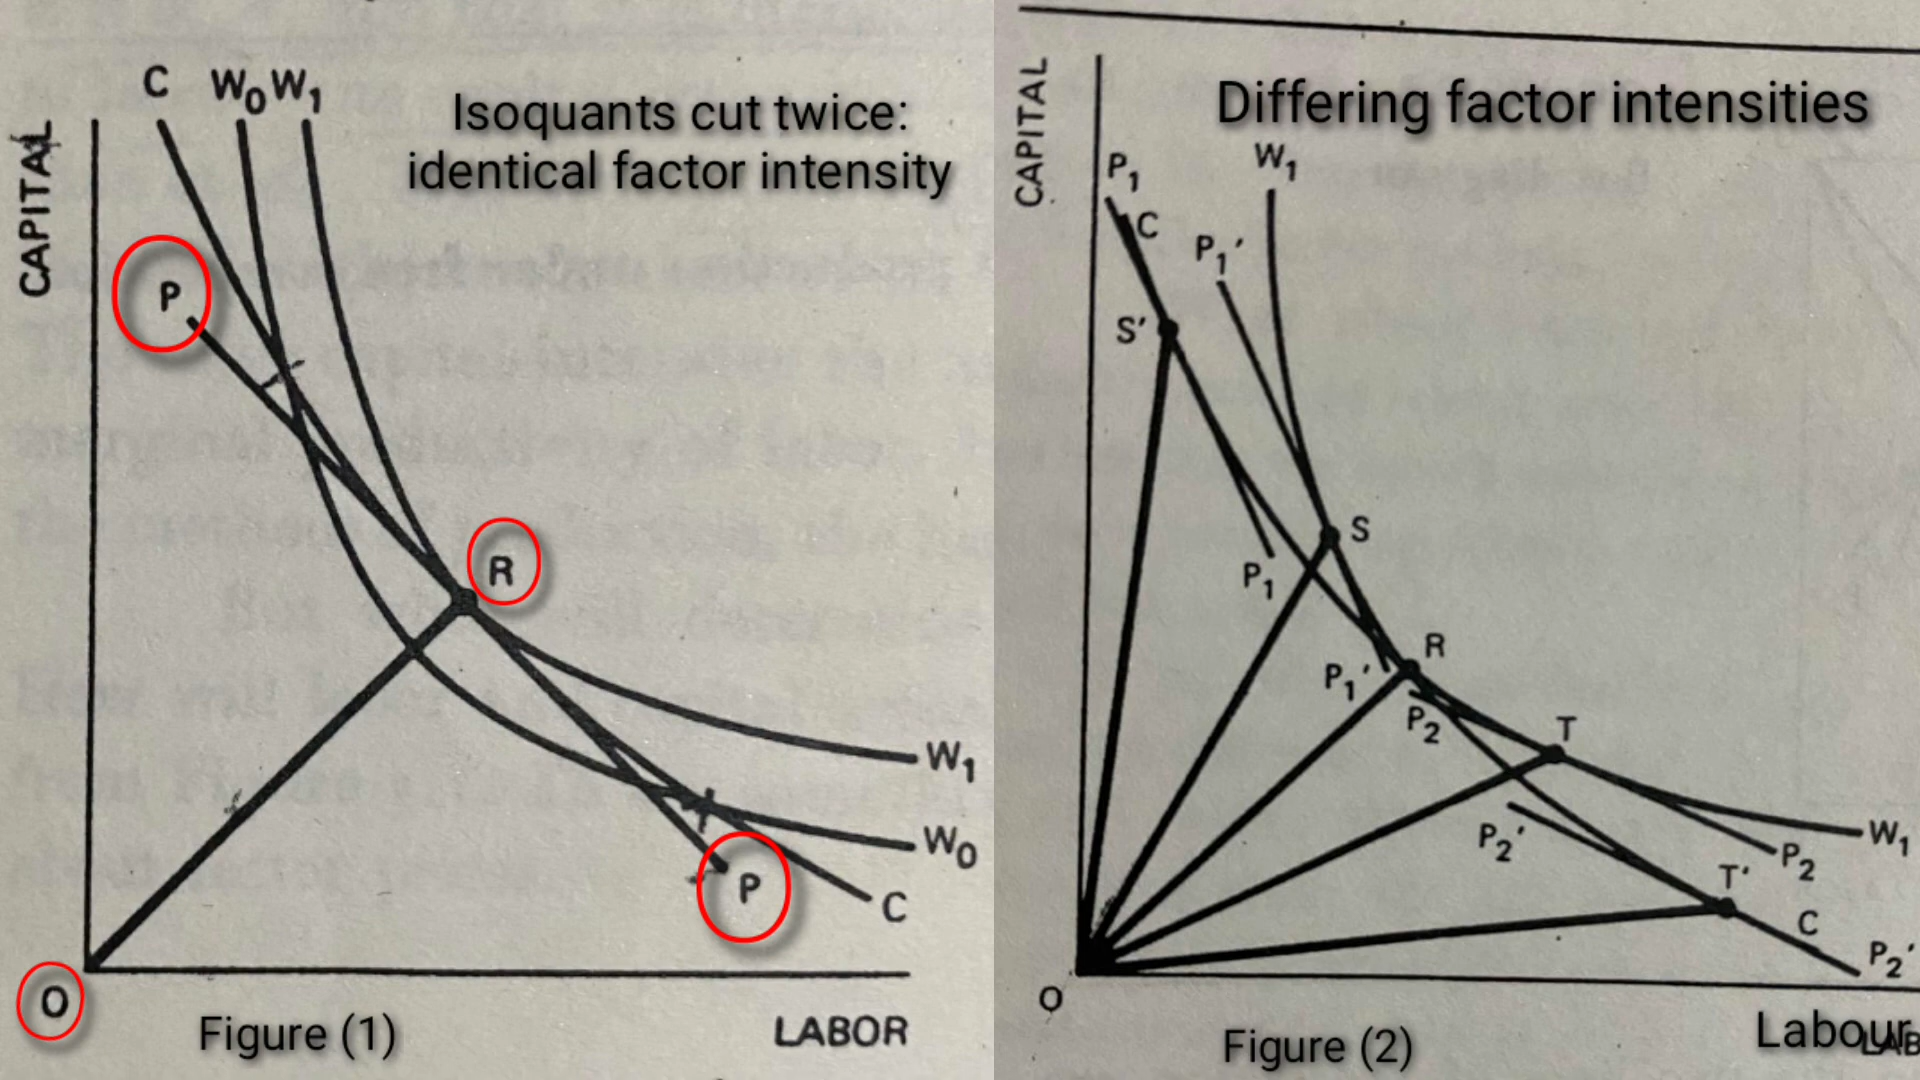 C W₀ W₁
Isoquants cut twice:
identical factor intensity
CAPITAL
P
R
W₁
W₀
P
C
O
Figure (1)
LABOR
CAPITAL
Differing factor intensities
P₁
W₁
C
P₁'
S'
S
P₁
R
P₁'
P₂
T
W₁
P₂'
P₂
T'
C
P₂'
O
Figure (2)
Labour